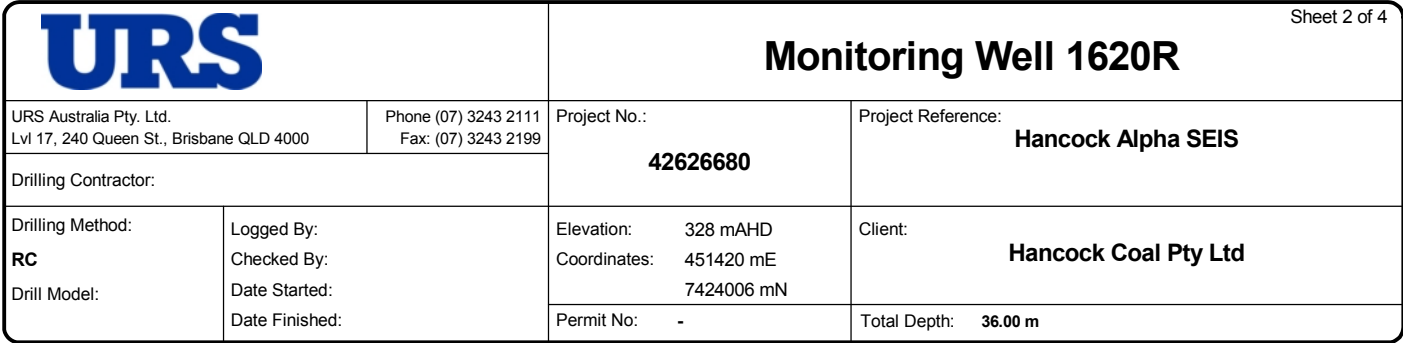 URS
Sheet 2 of 4
Monitoring Well 1620R
URS Australia Pty. Ltd.
Lvl 17, 240 Queen St., Brisbane QLD 4000
Phone (07) 3243 2111
Fax: (07) 3243 2199
Project No.:
42626680
Project Reference:
Hancock Alpha SEIS
Drilling Contractor:
Drilling Method:
RC
Drill Model:
Logged By:
Checked By:
Date Started:
Date Finished:
Elevation: 328 mAHD
Coordinates: 451420 mE
7424006 mN
Permit No: -
Client:
Hancock Coal Pty Ltd
Total Depth: 36.00 m